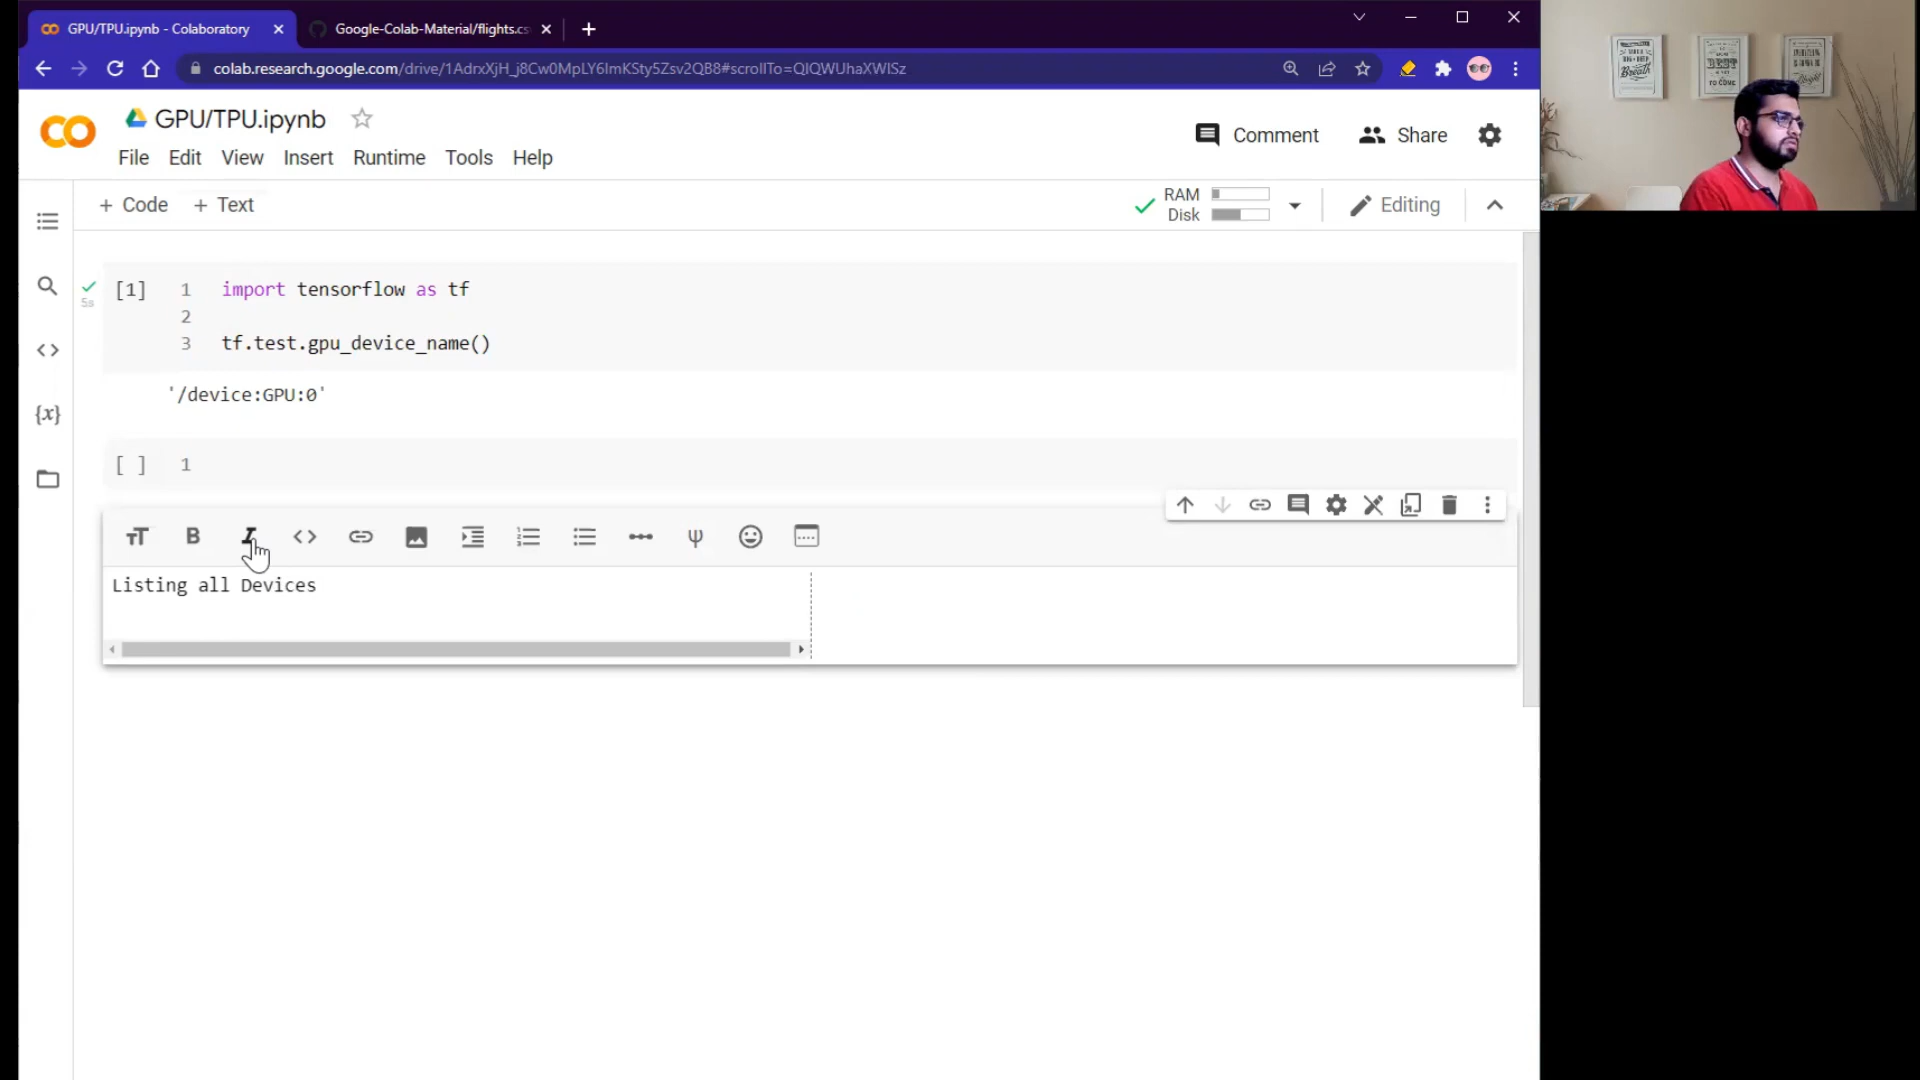 GPU/TPU.ipynb - Colaboratory
Google-Colab-Material/flights.cs
colab.research.google.com/drive/1AdrxXjH_j8Cw0MpLY6ImKSty5Zsv2QB8#scrollTo=QIQWUhaXWISz
GPU/TPU.ipynb
Comment
Share
File Edit View Insert Runtime Tools Help
+ Code + Text
RAM
Disk
Editing
[1] 1 import tensorflow as tf
5s
2
3 tf.test.gpu_device_name()
'/device:GPU:0'
[ ] 1
Listing all Devices